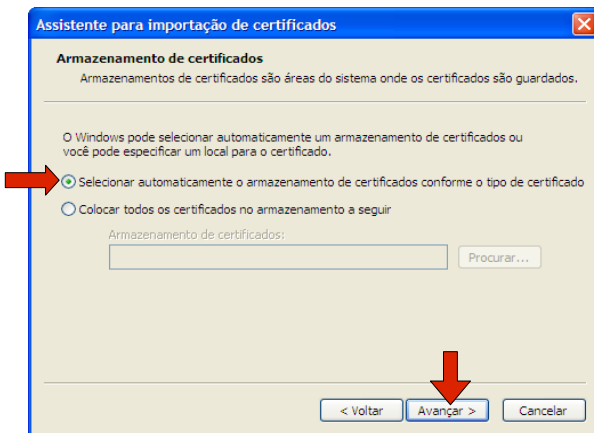 Assistente para importação de certificados
Armazenamento de certificados
Armazenamentos de certificados são áreas do sistema onde os certificados são guardados.
O Windows pode selecionar automaticamente um armazenamento de certificados ou
você pode especificar um local para o certificado.
Selecionar automaticamente o armazenamento de certificados conforme o tipo de certificado
Colocar todos os certificados no armazenamento a seguir
Armazenamento de certificados:
Procurar...
< Voltar Avançar > Cancelar